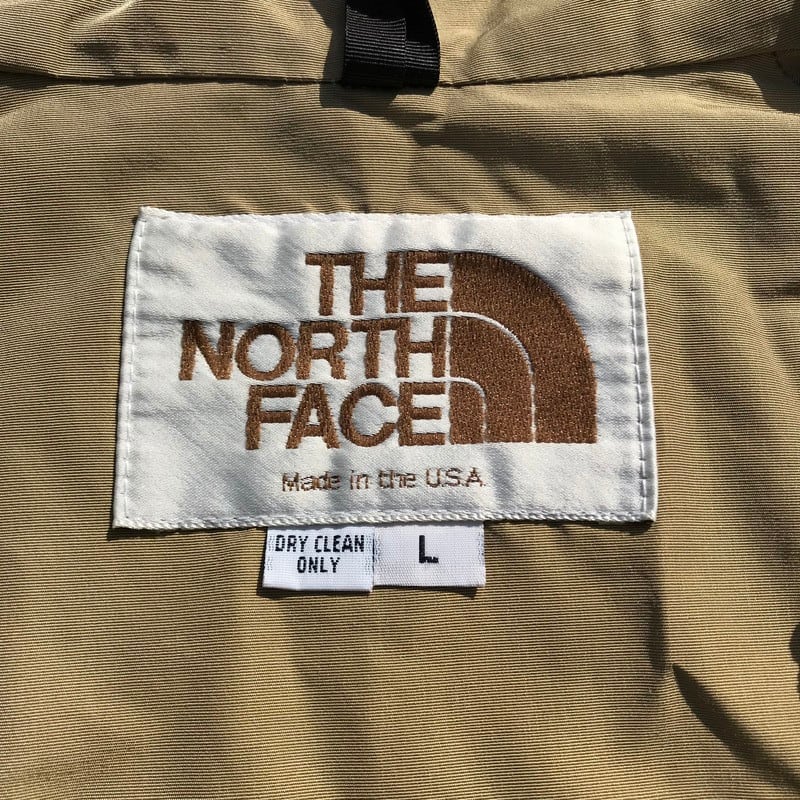 THE
NORTH
FACE
Made in the U.S.A.
DRY CLEAN
ONLY
L